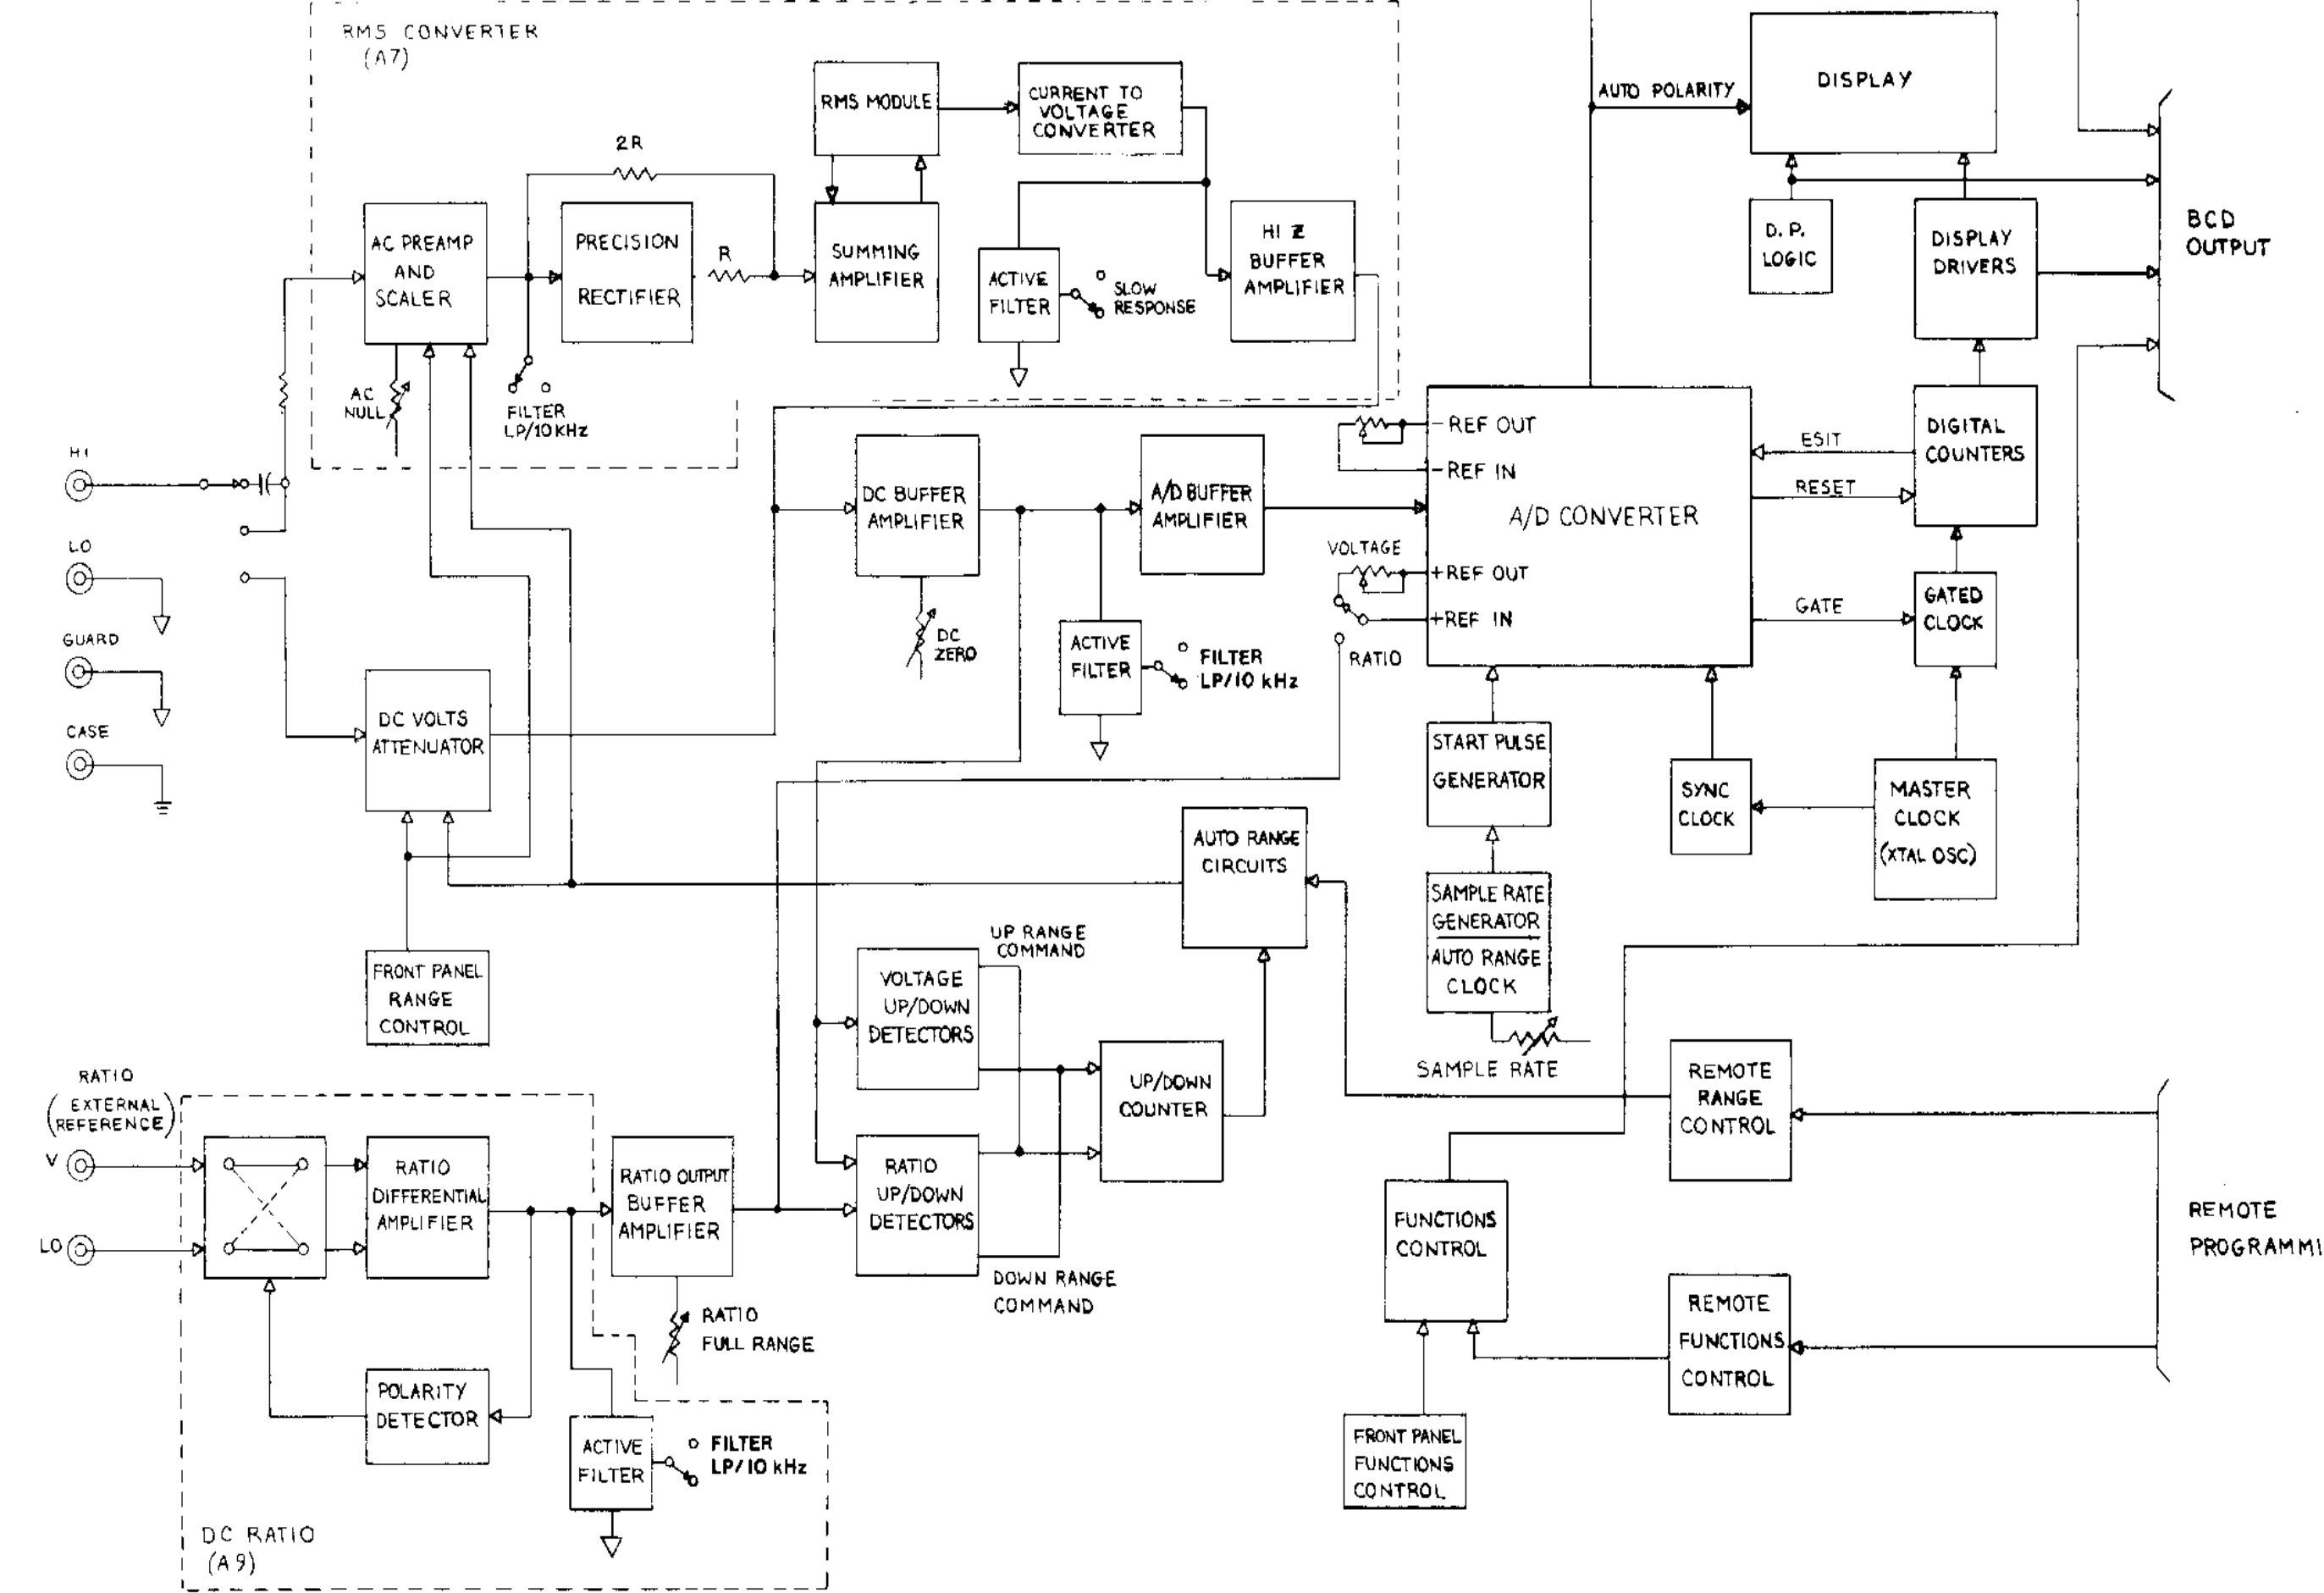 RMS CONVERTER
(A7)
RMS MODULE
CURRENT TO
VOLTAGE
CONVERTER
AUTO POLARITY
DISPLAY
2R
AC PREAMP
AND
SCALER
PRECISION
RECTIFIER
R
SUMMING
AMPLIFIER
ACTIVE
FILTER
SLOW
RESPONSE
HI Z
BUFFER
AMPLIFIER
D. P.
LOGIC
DISPLAY
DRIVERS
BCD
OUTPUT
AC
NULL
FILTER
LP/10KHz
HI
LO
GUARD
CASE
DC BUFFER
AMPLIFIER
DC
ZERO
A/D BUFFER
AMPLIFIER
ACTIVE
FILTER
FILTER
LP/10 kHz
- REF OUT
- REF IN
A/D CONVERTER
VOLTAGE
+REF OUT
+REF IN
RATIO
ESIT
RESET
GATE
DIGITAL
COUNTERS
GATED
CLOCK
DC VOLTS
ATTENUATOR
START PULSE
GENERATOR
SYNC
CLOCK
MASTER
CLOCK
(XTAL OSC)
AUTO RANGE
CIRCUITS
SAMPLE RATE
GENERATOR
AUTO RANGE
CLOCK
SAMPLE RATE
FRONT PANEL
RANGE
CONTROL
UP RANGE
COMMAND
VOLTAGE
UP/DOWN
DETECTORS
UP/DOWN
COUNTER
REMOTE
RANGE
CONTROL
RATIO
(EXTERNAL
REFERENCE)
V
LO
RATIO
DIFFERENTIAL
AMPLIFIER
RATIO OUTPUT
BUFFER
AMPLIFIER
RATIO
UP/DOWN
DETECTORS
DOWN RANGE
COMMAND
FUNCTIONS
CONTROL
REMOTE
PROGRAMMI
RATIO
FULL RANGE
REMOTE
FUNCTIONS
CONTROL
POLARITY
DETECTOR
ACTIVE
FILTER
FILTER
LP/10 kHz
FRONT PANEL
FUNCTIONS
CONTROL
DC RATIO
(A9)